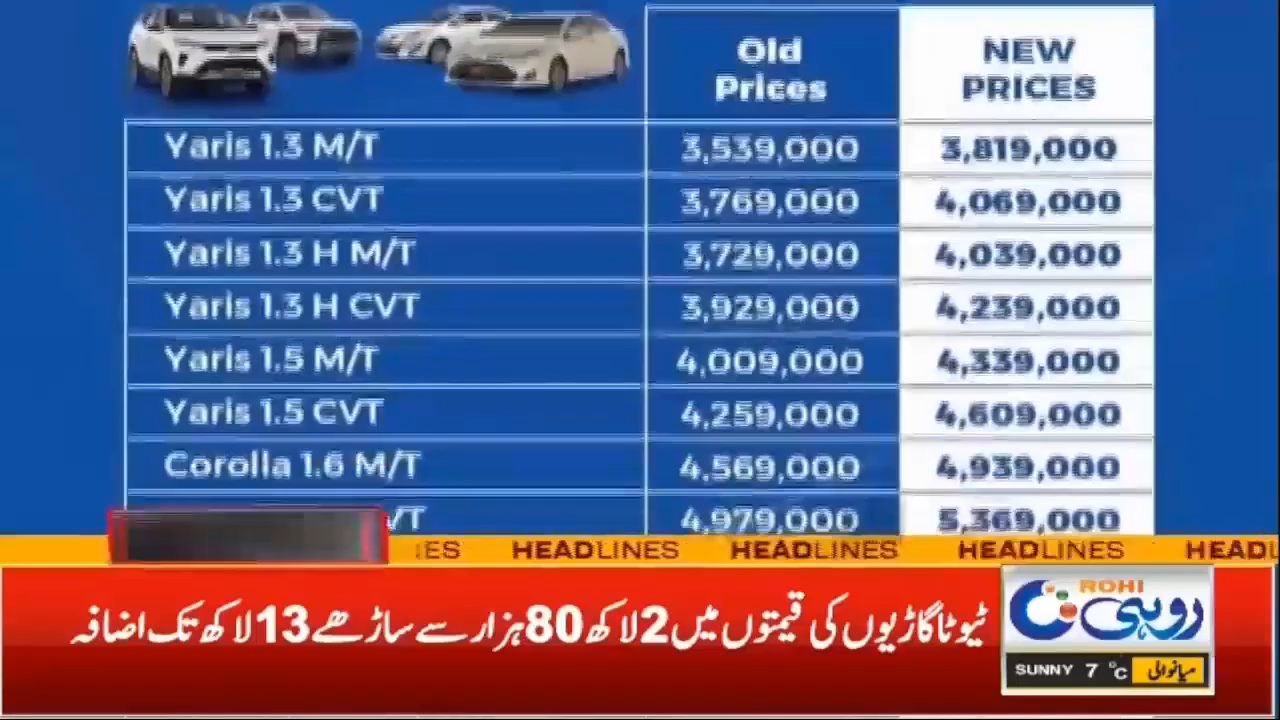 Old Prices
NEW PRICES
Yaris 1.3 M/T 3,539,000 3,819,000
Yaris 1.3 CVT 3,769,000 4,069,000
Yaris 1.3 H M/T 3,729,000 4,039,000
Yaris 1.3 H CVT 3,929,000 4,239,000
Yaris 1.5 M/T 4,009,000 4,339,000
Yaris 1.5 CVT 4,259,000 4,609,000
Corolla 1.6 M/T 4,569,000 4,939,000
/T 4,979,000 5,369,000
IES HEADLINES HEADLINES HEADLINES HEADL
ٹیوٹا گاڑیوں کی قیمتوں میں 2 لاکھ 80 ہزار سے ساڑھے 13 لاکھ تک اضافہ
ROHI
روہی
SUNNY 7 °C میانوالی